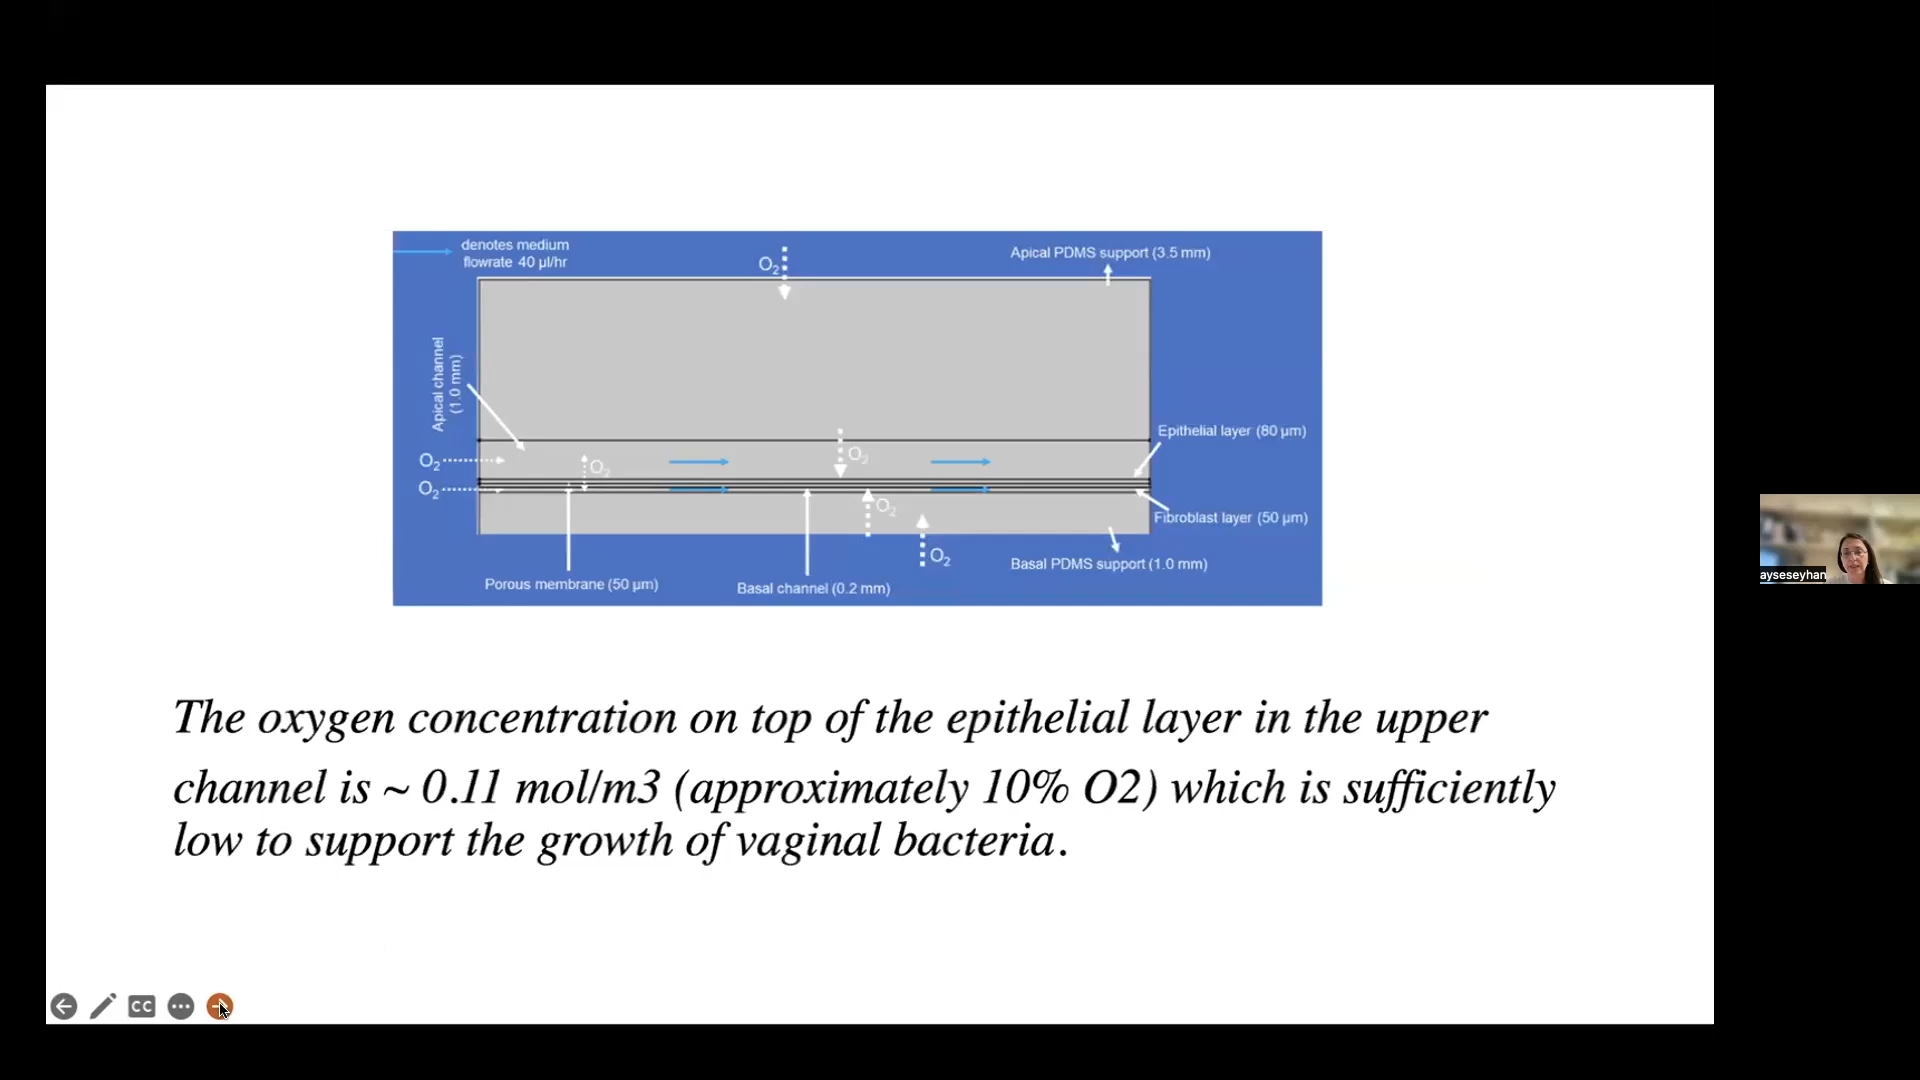 denotes medium
flowrate 40 µl/hr
O2
Apical PDMS support (3.5 mm)
Apical channel
(1.0 mm)
Epithelial layer (80 µm)
O2
O2
O2
O2
O2
Fibroblast layer (50 µm)
O2
Basal PDMS support (1.0 mm)
Porous membrane (50 µm)
Basal channel (0.2 mm)
The oxygen concentration on top of the epithelial layer in the upper
channel is ~ 0.11 mol/m3 (approximately 10% O2) which is sufficiently
low to support the growth of vaginal bacteria.
ayseseyhan
CC